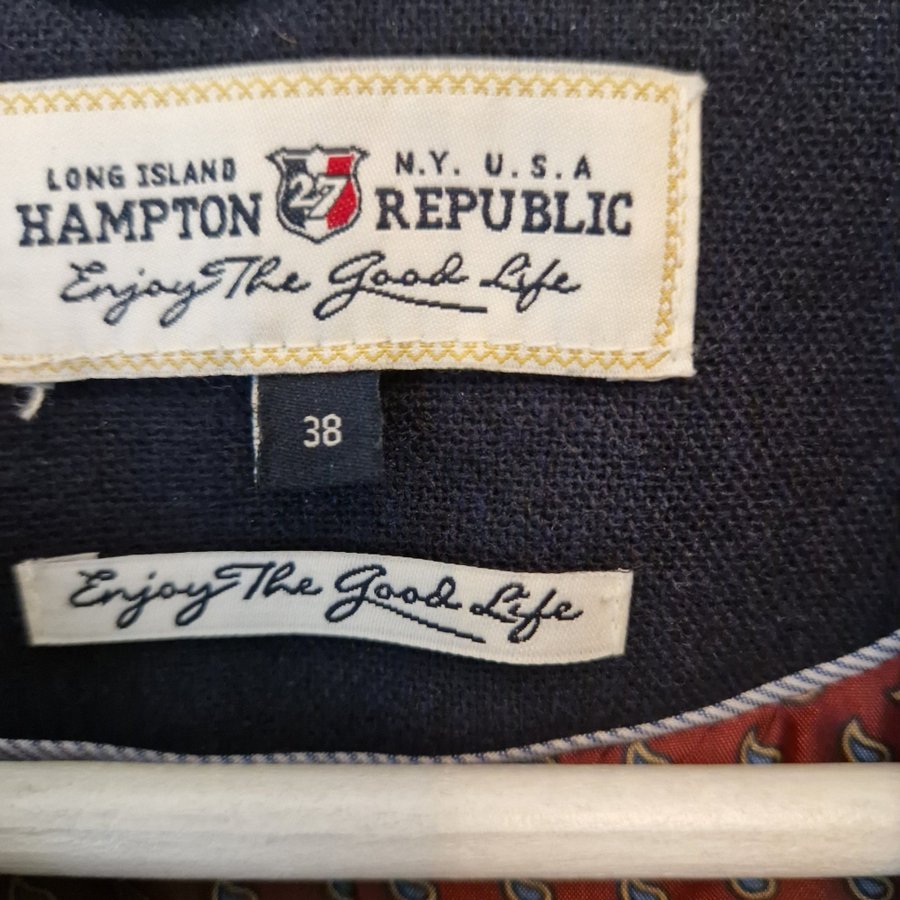 LONG ISLAND N.Y. U.S.A
HAMPTON 27 REPUBLIC
Enjoy The Good Life
38
Enjoy The Good Life